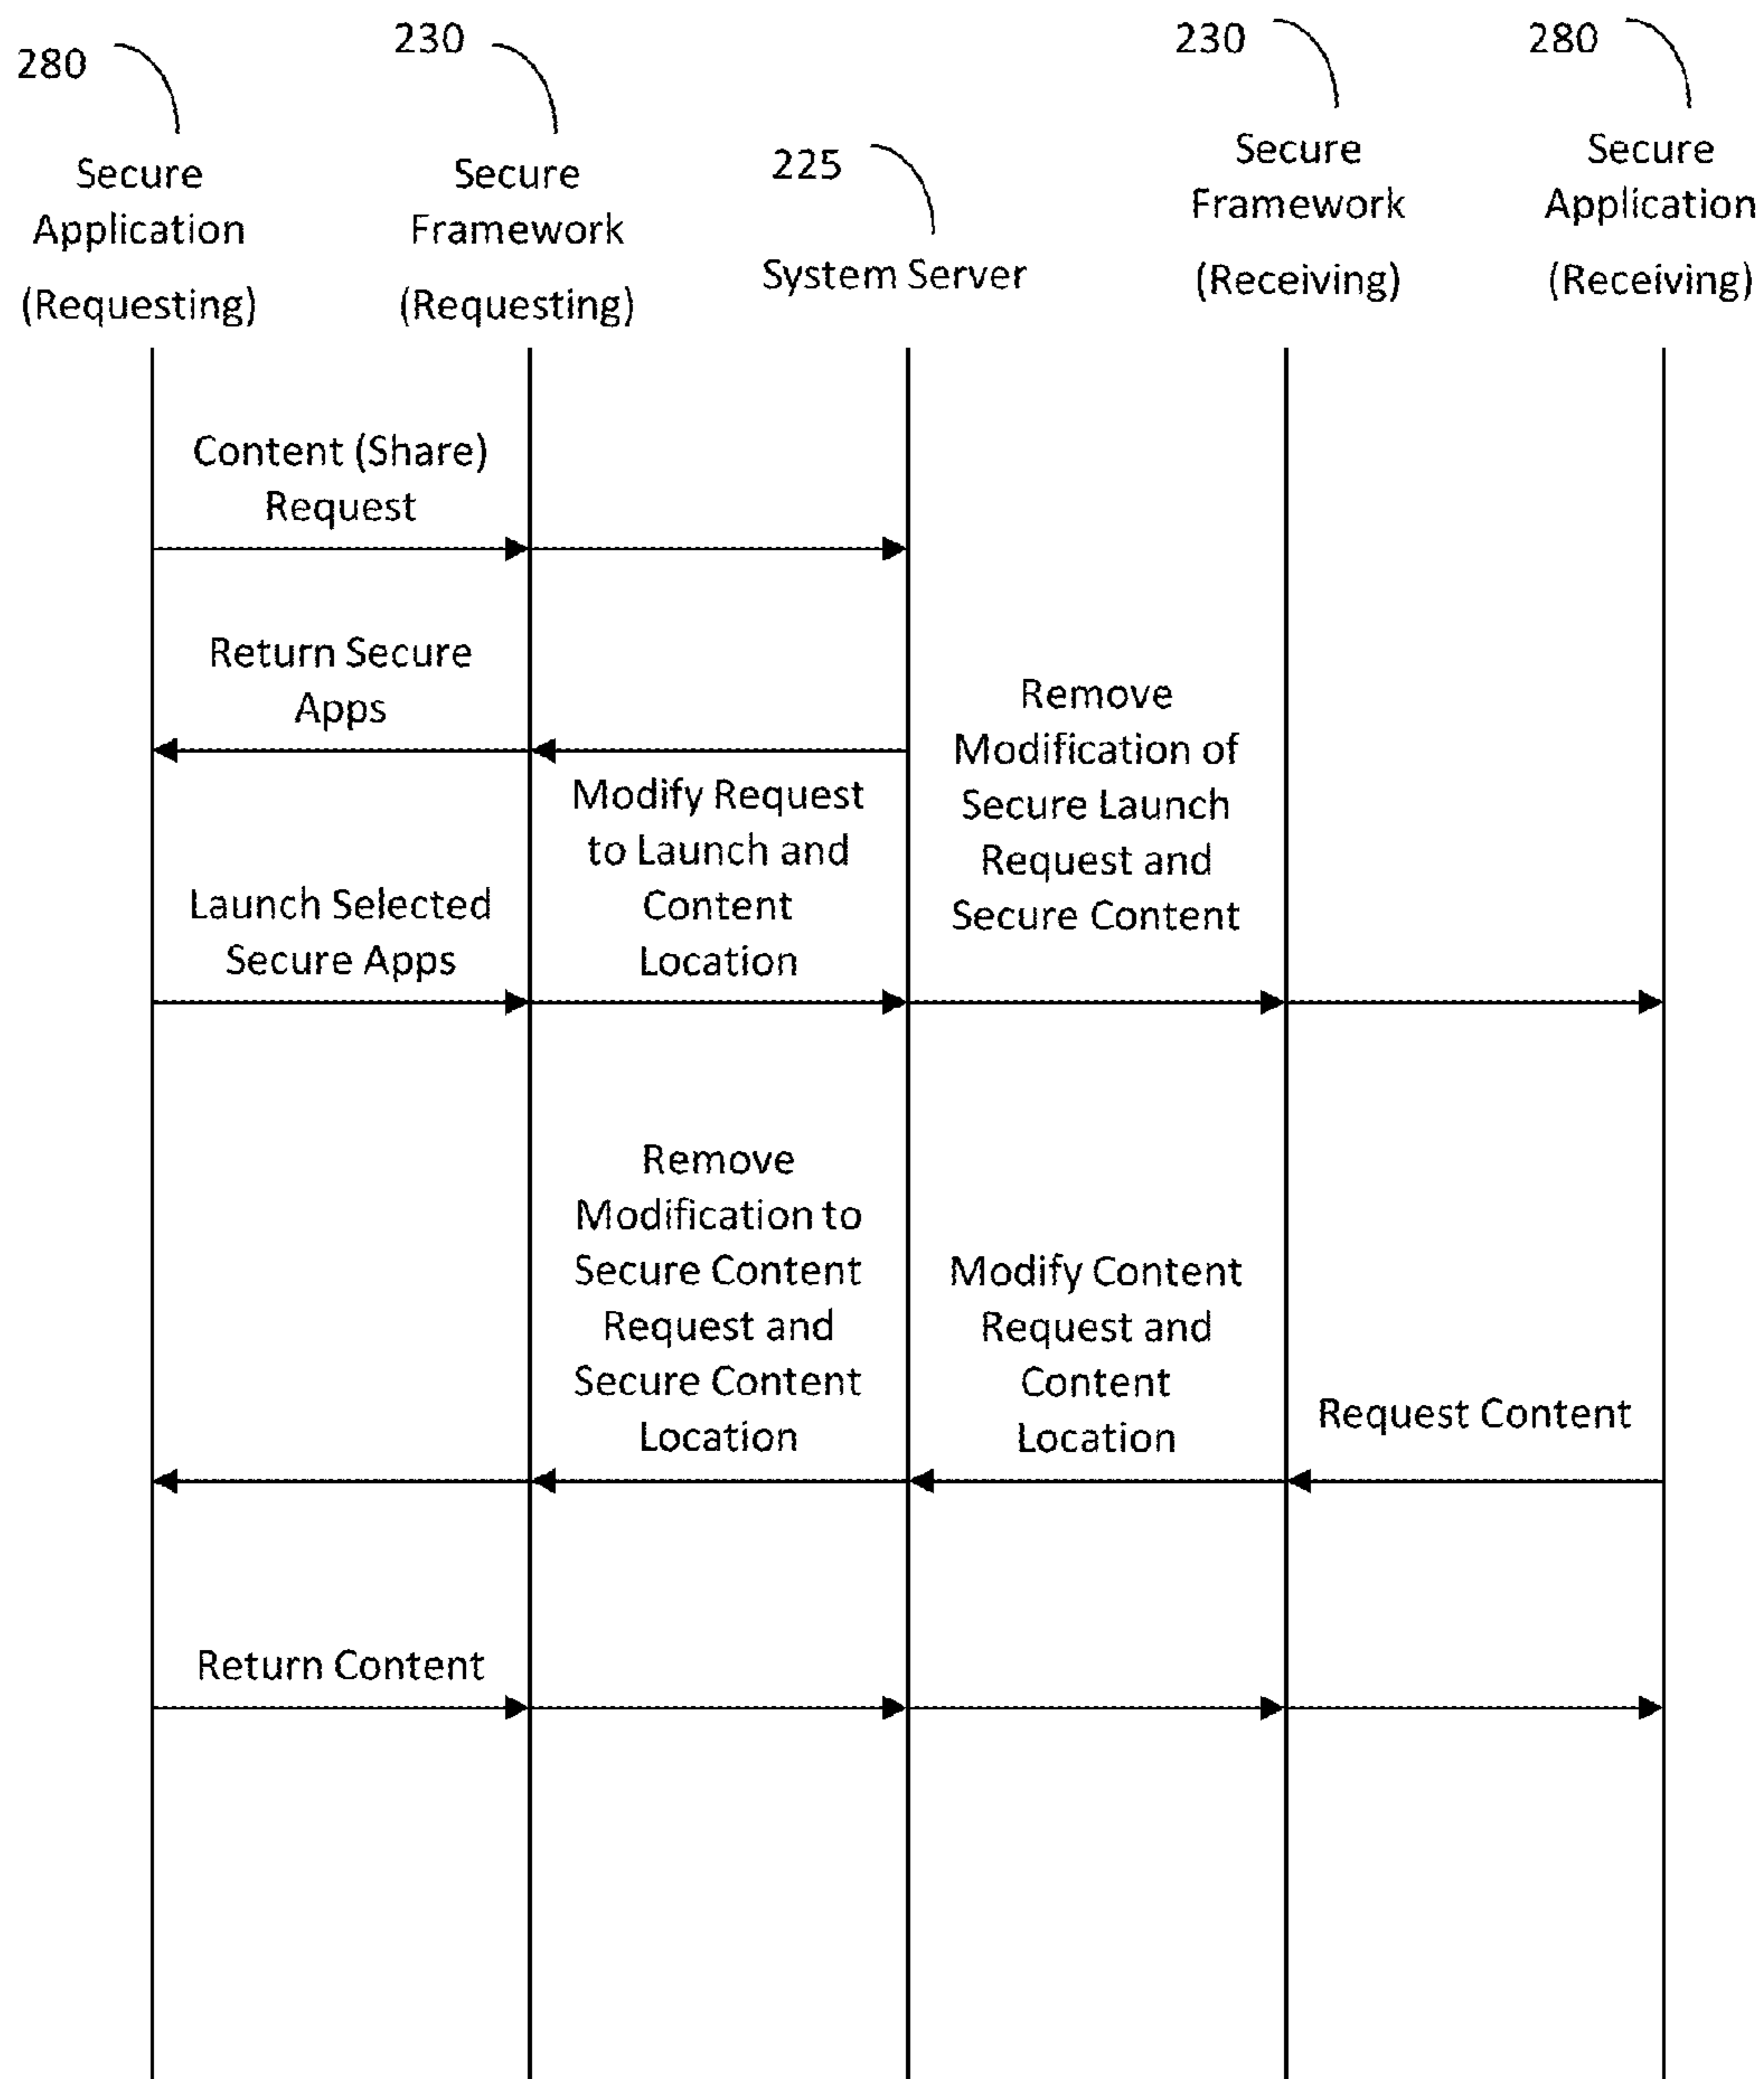 280
230
225
230
280
Secure
Application
(Requesting)
Secure
Framework
(Requesting)
System Server
Secure
Framework
(Receiving)
Secure
Application
(Receiving)
Content (Share)
Request
Return Secure
Apps
Launch Selected
Secure Apps
Modify Request
to Launch and
Content
Location
Remove
Modification of
Secure Launch
Request and
Secure Content
Remove
Modification to
Secure Content
Request and
Secure Content
Location
Modify Content
Request and
Content
Location
Request Content
Return Content